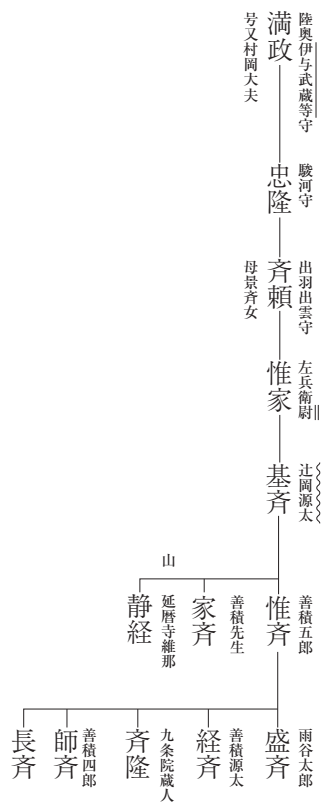 陸奥伊与武蔵等守
満政
号又村岡大夫
駿河守
忠隆
出羽出雲守
斉頼
母景斉女
左兵衛尉
惟家
辻岡源太
基斉
善積五郎
惟斉
善積先生
家斉
山
延暦寺維那
静経
雨谷太郎
盛斉
善積源太
経斉
九条院蔵人
斉隆
善積四郎
師斉
長斉